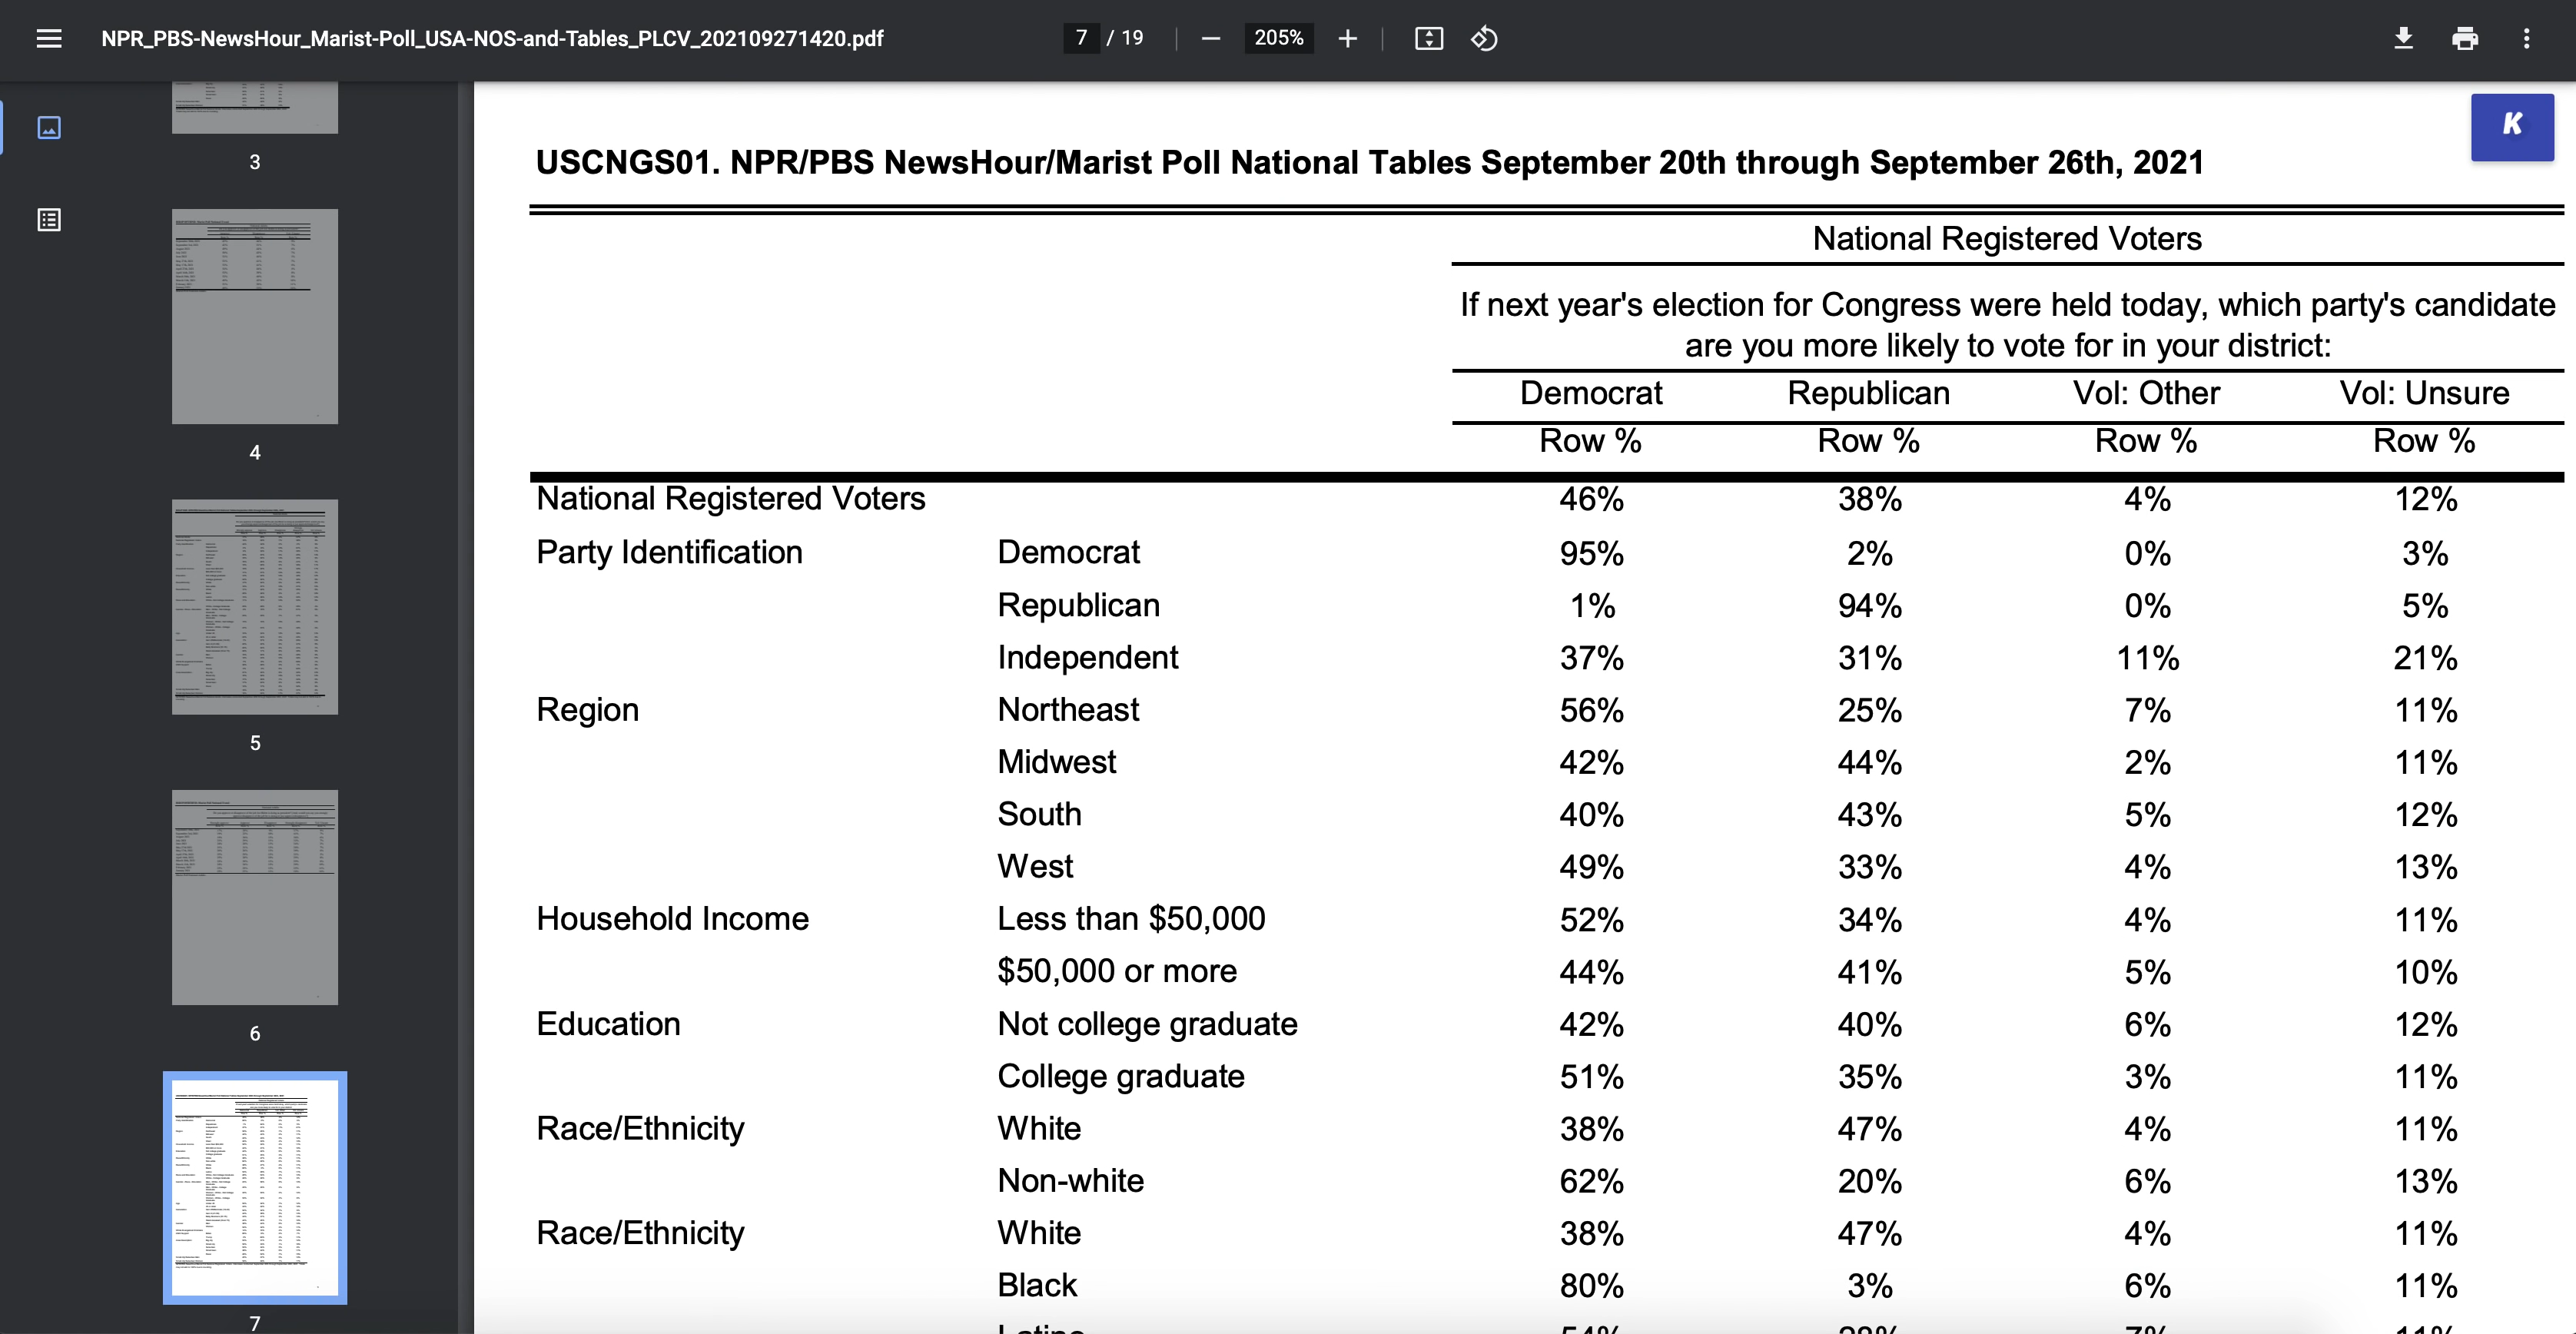 NPR_PBS-NewsHour_Marist-Poll_USA-NOS-and-Tables_PLCV_202109271420.pdf
7 / 19
205%
3
4
5
6
7
K
USCNGS01. NPR/PBS NewsHour/Marist Poll National Tables September 20th through September 26th, 2021
National Registered Voters
If next year's election for Congress were held today, which party's candidate
are you more likely to vote for in your district:
Democrat Republican Vol: Other Vol: Unsure
Row % Row % Row % Row %
National Registered Voters 46% 38% 4% 12%
Party Identification Democrat 95% 2% 0% 3%
Republican 1% 94% 0% 5%
Independent 37% 31% 11% 21%
Region Northeast 56% 25% 7% 11%
Midwest 42% 44% 2% 11%
South 40% 43% 5% 12%
West 49% 33% 4% 13%
Household Income Less than $50,000 52% 34% 4% 11%
$50,000 or more 44% 41% 5% 10%
Education Not college graduate 42% 40% 6% 12%
College graduate 51% 35% 3% 11%
Race/Ethnicity White 38% 47% 4% 11%
Non-white 62% 20% 6% 13%
Race/Ethnicity White 38% 47% 4% 11%
Black 80% 3% 6% 11%